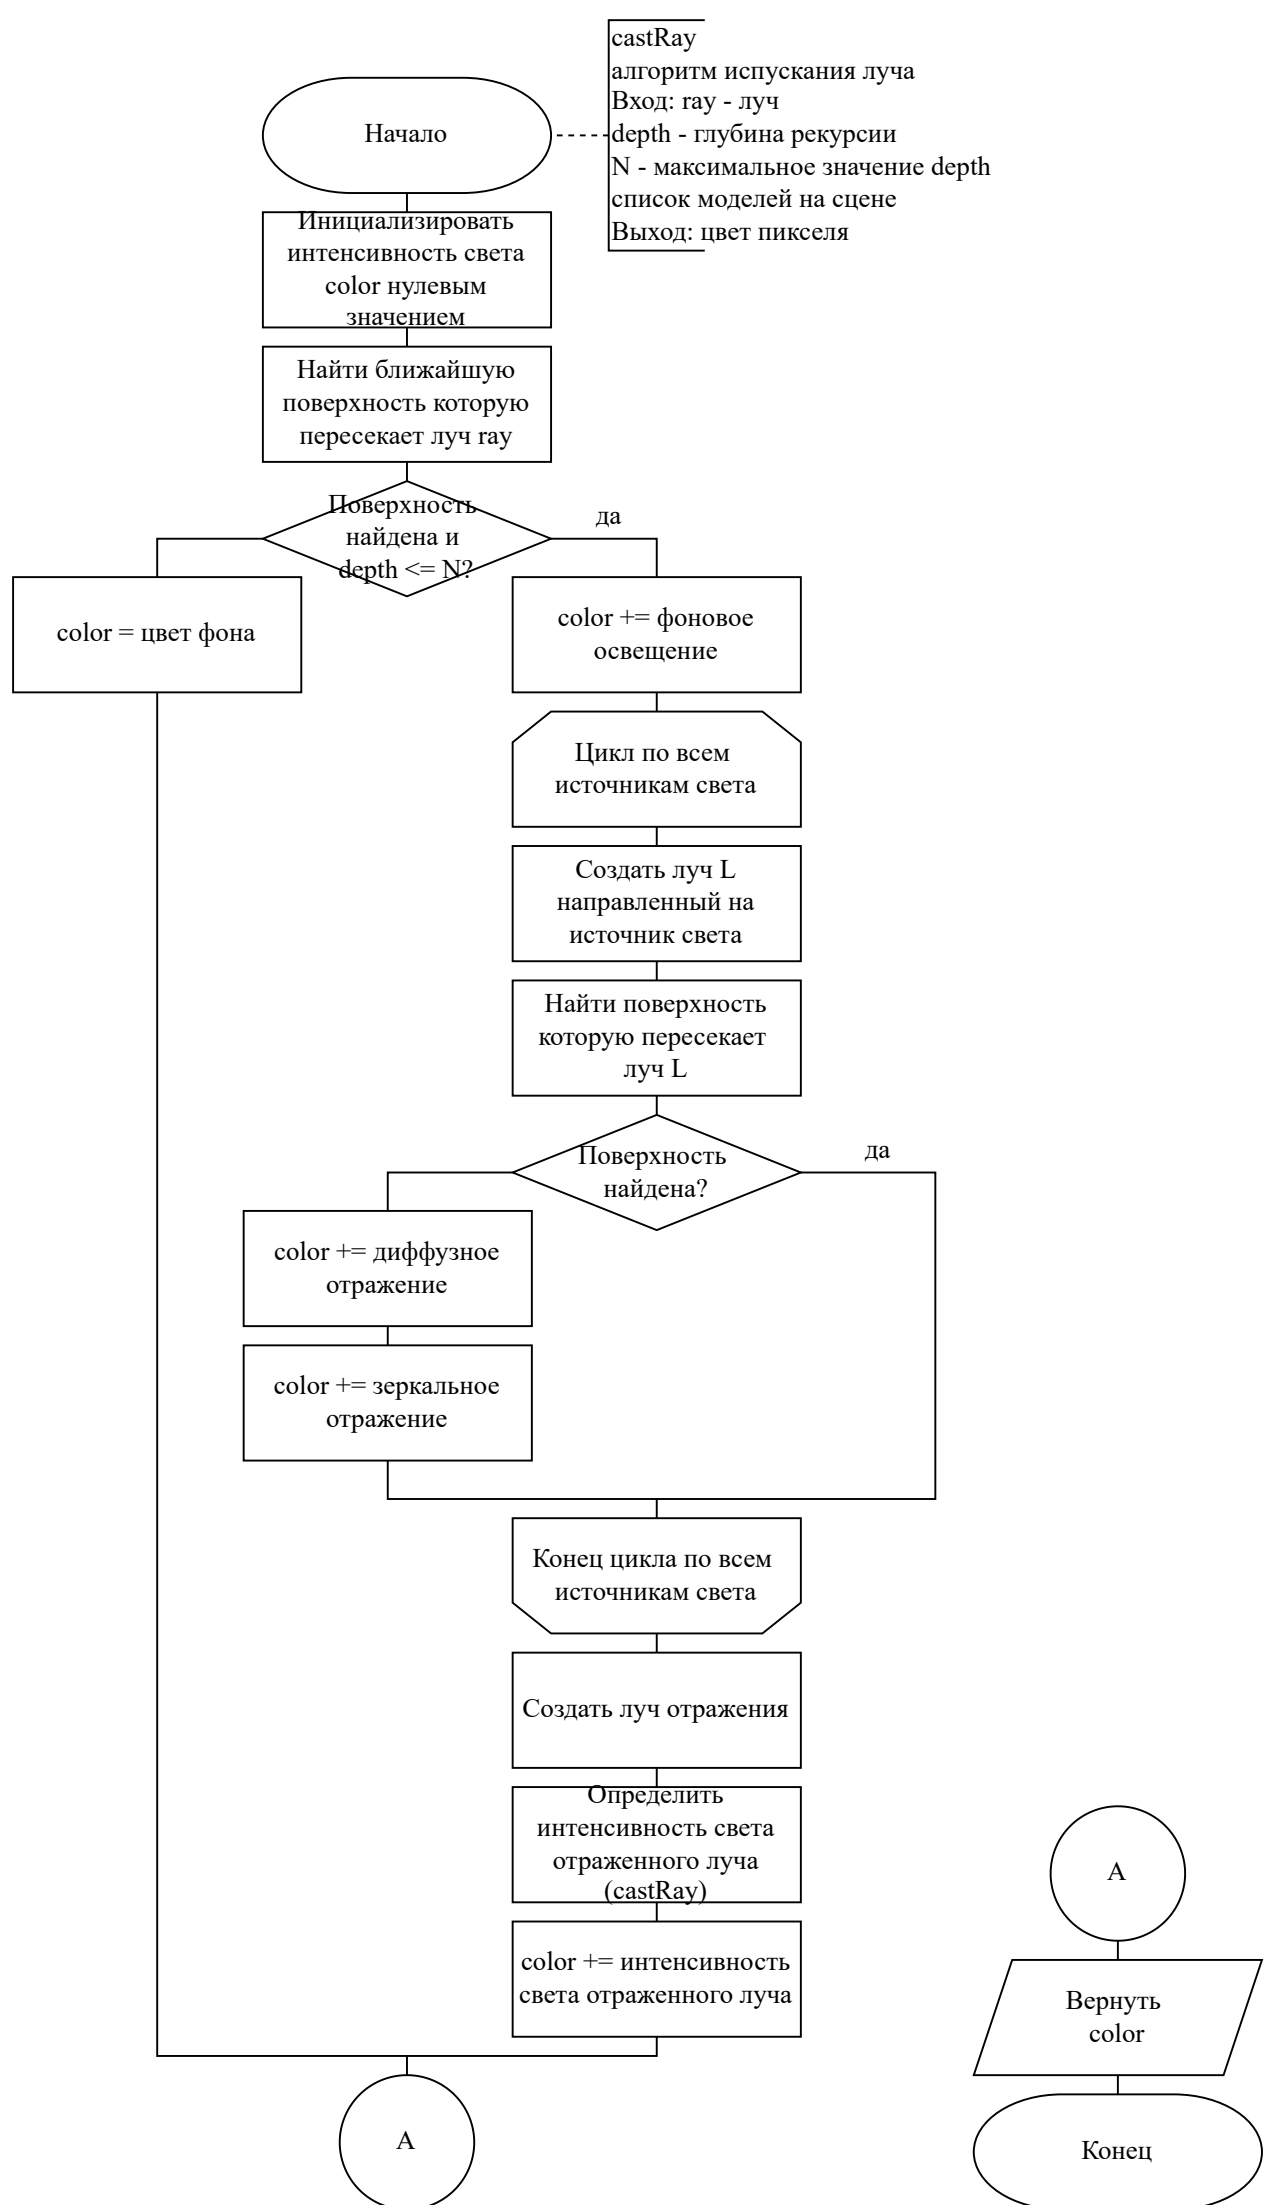 castRay
алгоритм испускания луча
Вход: ray - луч
depth - глубина рекурсии
N - максимальное значение depth
список моделей на сцене
Выход: цвет пикселя
Начало
Инициализировать
интенсивность света
color нулевым
значением
Найти ближайшую
поверхность которую
пересекает луч ray
Поверхность
найдена и
depth <= N?
да
color = цвет фона
color += фоновое
освещение
Цикл по всем
источникам света
Создать луч L
направленный на
источник света
Найти поверхность
которую пересекает
луч L
Поверхность
найдена?
да
color += диффузное
отражение
color += зеркальное
отражение
Конец цикла по всем
источникам света
Создать луч отражения
Определить
интенсивность света
отраженного луча
(castRay)
color += интенсивность
света отраженного луча
A
A
Вернуть
color
Конец